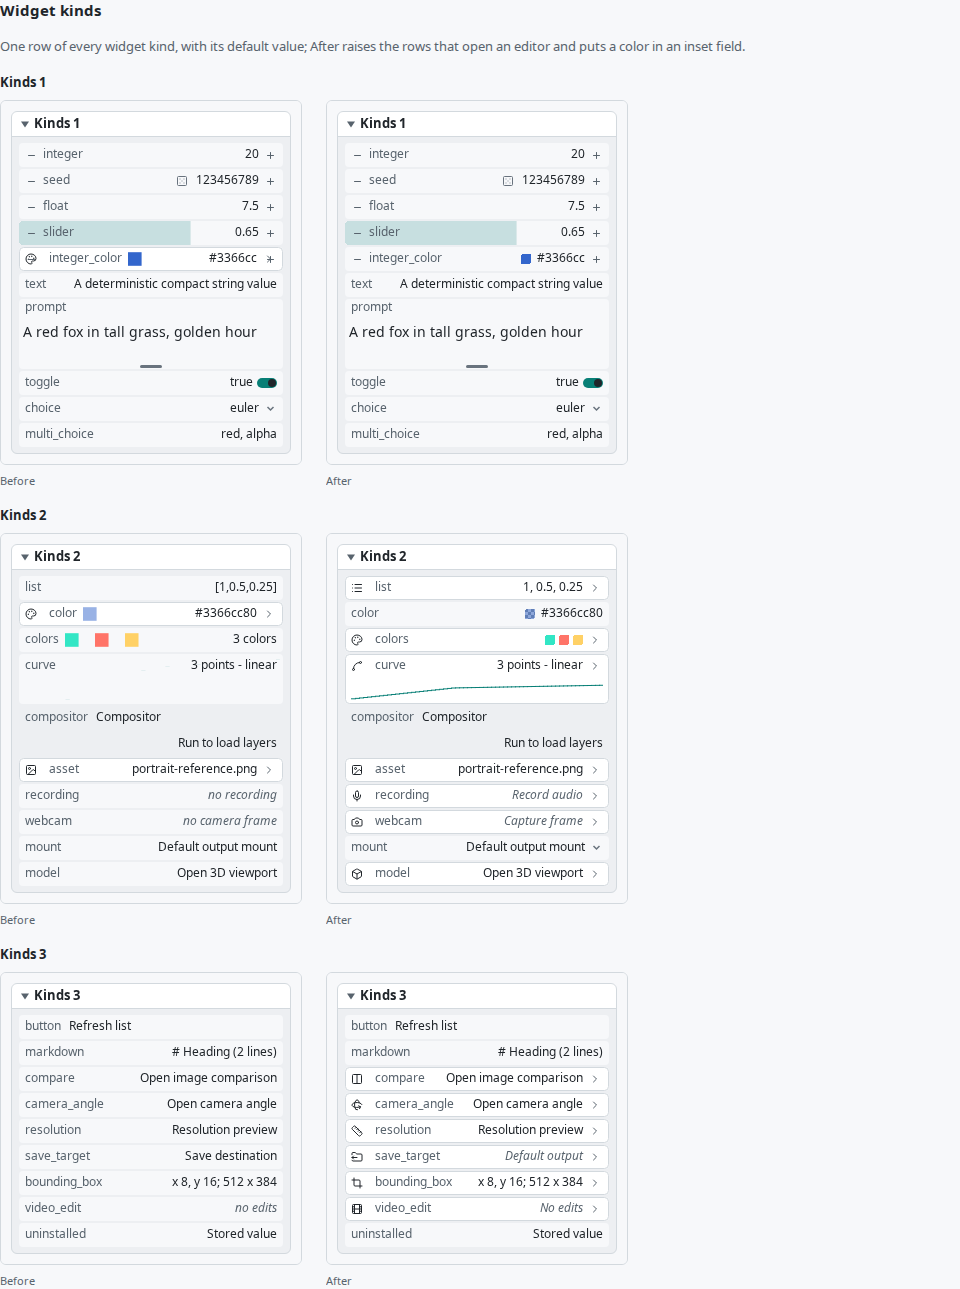 Widget kinds
One row of every widget kind, with its default value; After raises the rows that open an editor and puts a color in an inset field.
Kinds 1
Kinds 1
– integer 20 +
– seed 123456789 +
– float 7.5 +
– slider 0.65 +
integer_color #3366cc +
text A deterministic compact string value
prompt
A red fox in tall grass, golden hour
toggle true
choice euler
multi_choice red, alpha
Before
Kinds 1
– integer 20 +
– seed 123456789 +
– float 7.5 +
– slider 0.65 +
– integer_color #3366cc +
text A deterministic compact string value
prompt
A red fox in tall grass, golden hour
toggle true
choice euler
multi_choice red, alpha
After
Kinds 2
Kinds 2
list [1,0.5,0.25]
color #3366cc80
colors 3 colors
curve 3 points - linear
compositor Compositor
Run to load layers
asset portrait-reference.png
recording no recording
webcam no camera frame
mount Default output mount
model Open 3D viewport
Before
Kinds 2
list 1, 0.5, 0.25
color #3366cc80
colors
curve 3 points - linear
compositor Compositor
Run to load layers
asset portrait-reference.png
recording Record audio
webcam Capture frame
mount Default output mount
model Open 3D viewport
After
Kinds 3
Kinds 3
button Refresh list
markdown # Heading (2 lines)
compare Open image comparison
camera_angle Open camera angle
resolution Resolution preview
save_target Save destination
bounding_box x 8, y 16; 512 x 384
video_edit no edits
uninstalled Stored value
Before
Kinds 3
button Refresh list
markdown # Heading (2 lines)
compare Open image comparison
camera_angle Open camera angle
resolution Resolution preview
save_target Default output
bounding_box x 8, y 16; 512 x 384
video_edit No edits
uninstalled Stored value
After